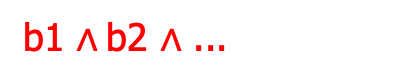 b1 ∧ b2 ∧ ...